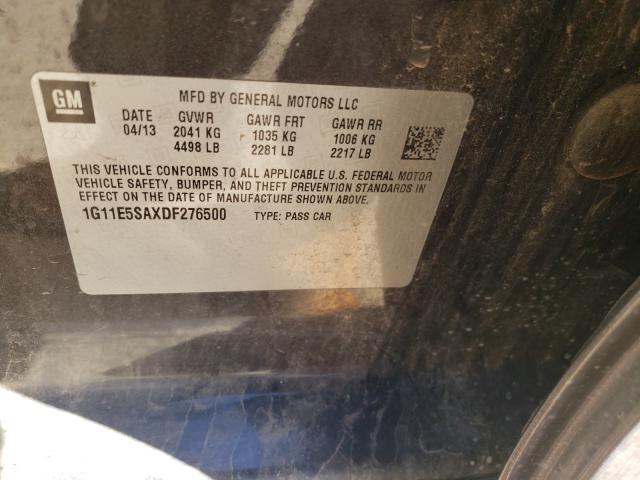 GM
MFD BY GENERAL MOTORS LLC
DATE GVWR GAWR FRT GAWR RR
04/13 2041 KG 1035 KG 1006 KG
4498 LB 2281 LB 2217 LB
THIS VEHICLE CONFORMS TO ALL APPLICABLE U.S. FEDERAL MOTOR
VEHICLE SAFETY, BUMPER, AND THEFT PREVENTION STANDARDS IN
EFFECT ON THE DATE OF MANUFACTURE SHOWN ABOVE.
1G11E5SAXDF276500 TYPE: PASS CAR